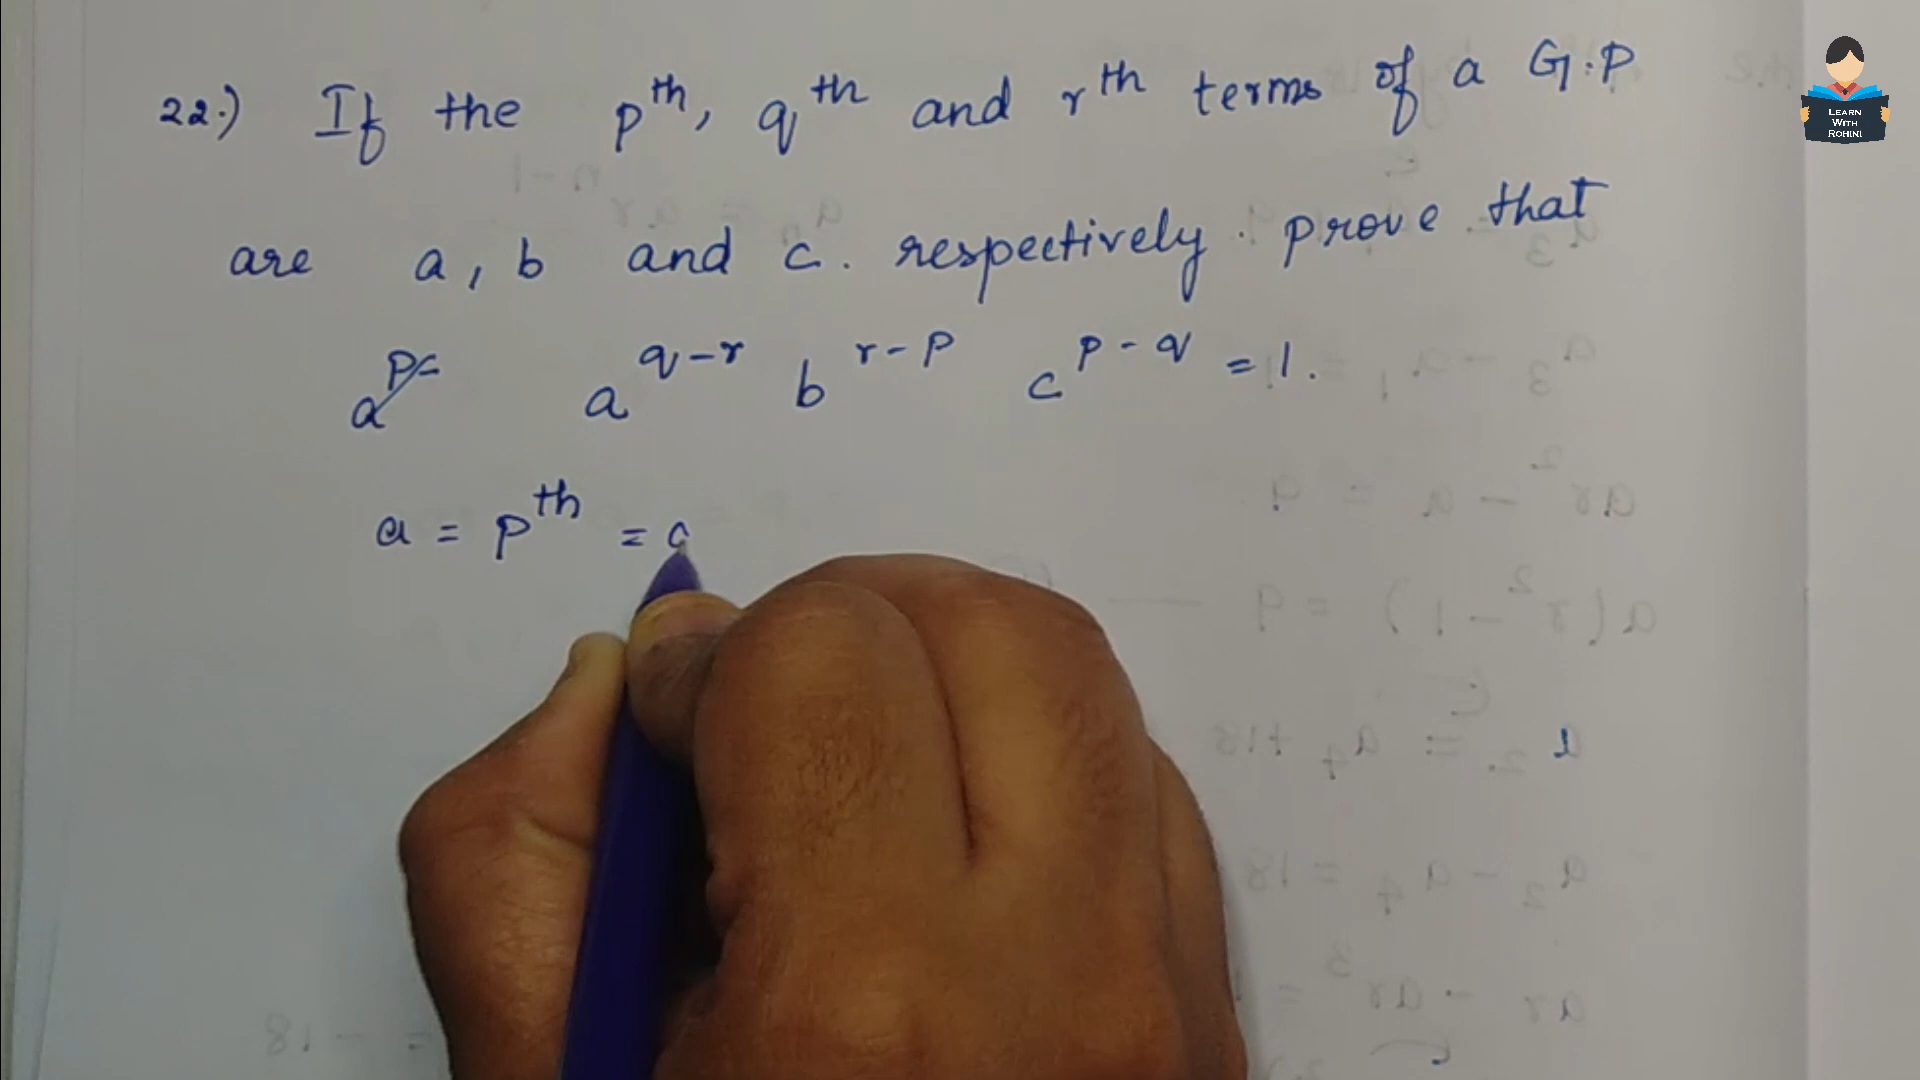 22.) If the pth, qth and rth terms of a G.P
are a, b and c. respectively. prove that
a^q-r b^r-p c^p-q = 1.
a = pth =
LEARN
WITH
ROHINI